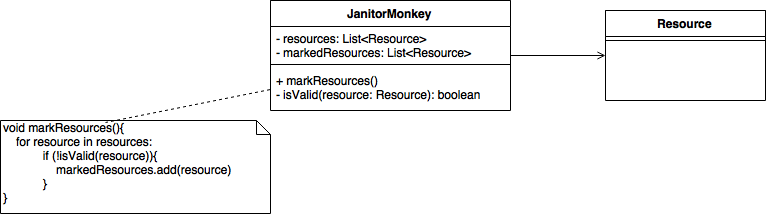 JanitorMonkey
- resources: List<Resource>
- markedResources: List<Resource>
+ markResources()
- isValid(resource: Resource): boolean
Resource
void markResources(){
for resource in resources:
if (!isValid(resource)){
markedResources.add(resource)
}
}